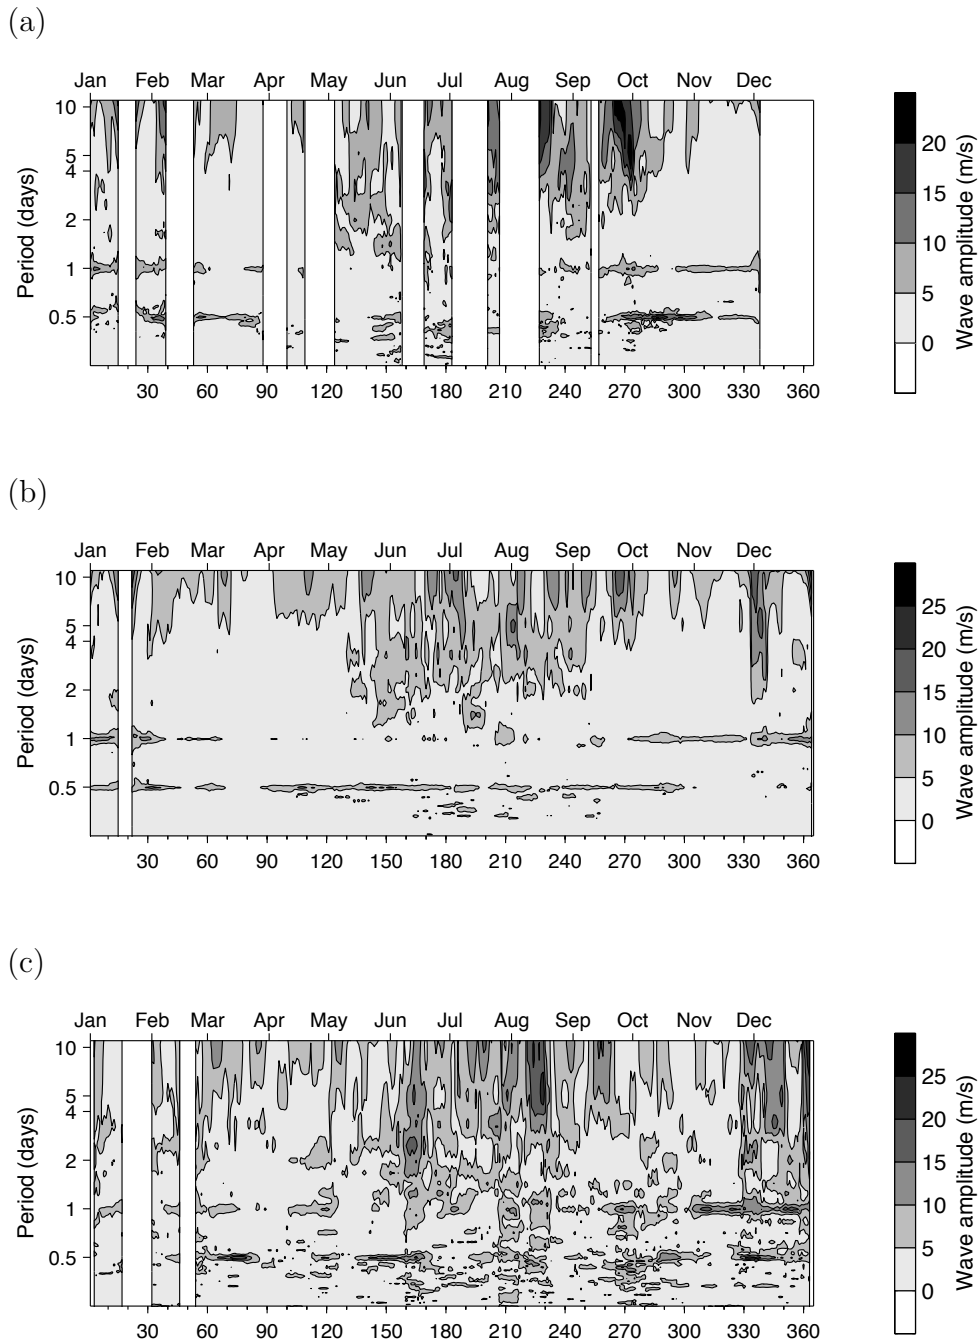 (a)
Jan Feb Mar Apr May Jun Jul Aug Sep Oct Nov Dec
10
5
4
2
1
0.5
Period (days)
30 60 90 120 150 180 210 240 270 300 330 360
20
15
10
5
0
Wave amplitude (m/s)
(b)
Jan Feb Mar Apr May Jun Jul Aug Sep Oct Nov Dec
10
5
4
2
1
0.5
Period (days)
30 60 90 120 150 180 210 240 270 300 330 360
25
20
15
10
5
0
Wave amplitude (m/s)
(c)
Jan Feb Mar Apr May Jun Jul Aug Sep Oct Nov Dec
10
5
4
2
1
0.5
Period (days)
30 60 90 120 150 180 210 240 270 300 330 360
25
20
15
10
5
0
Wave amplitude (m/s)